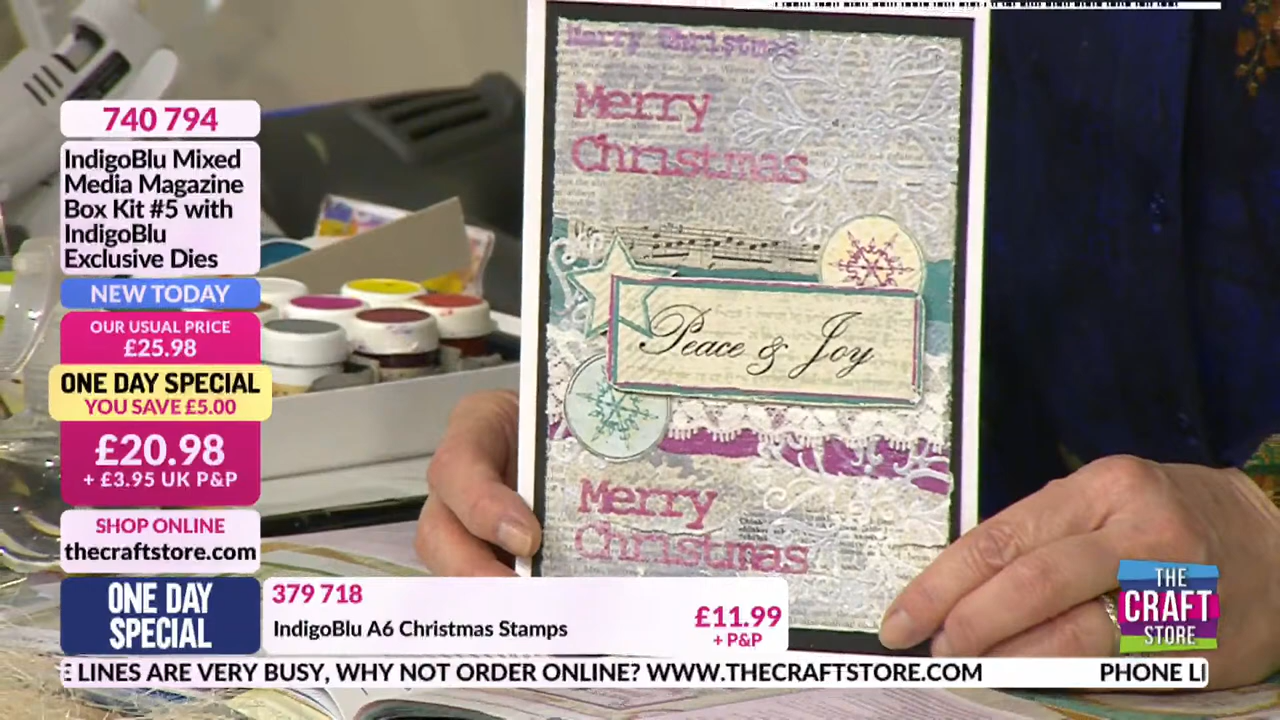 740 794
IndigoBlu Mixed
Media Magazine
Box Kit #5 with
IndigoBlu
Exclusive Dies
NEW TODAY
OUR USUAL PRICE
£25.98
ONE DAY SPECIAL
YOU SAVE £5.00
£20.98
+ £3.95 UK P&P
SHOP ONLINE
thecraftstore.com
ONE DAY
SPECIAL
379 718
IndigoBlu A6 Christmas Stamps
£11.99
+ P&P
Merry Christmas
Merry
Christmas
Peace & Joy
Merry
Christmas
THE
CRAFT
STORE
E LINES ARE VERY BUSY, WHY NOT ORDER ONLINE? WWW.THECRAFTSTORE.COM
PHONE LI